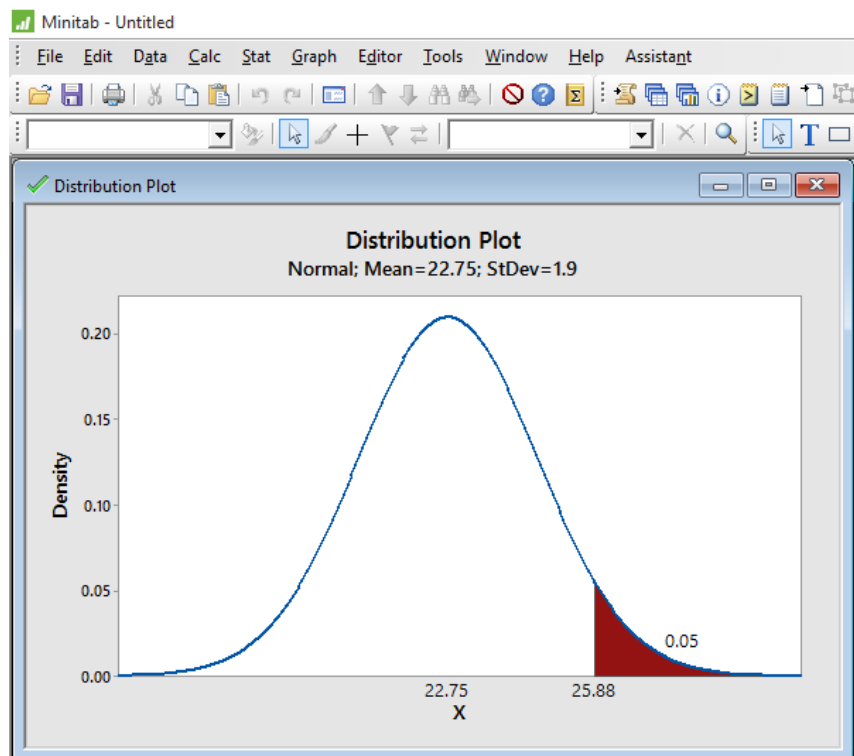 Minitab - Untitled
File Edit Data Calc Stat Graph Editor Tools Window Help Assistant
Σ
T
Distribution Plot
Distribution Plot
Normal; Mean=22.75; StDev=1.9
0.20
0.15
Density
0.10
0.05
0.05
0.00
22.75 25.88
X